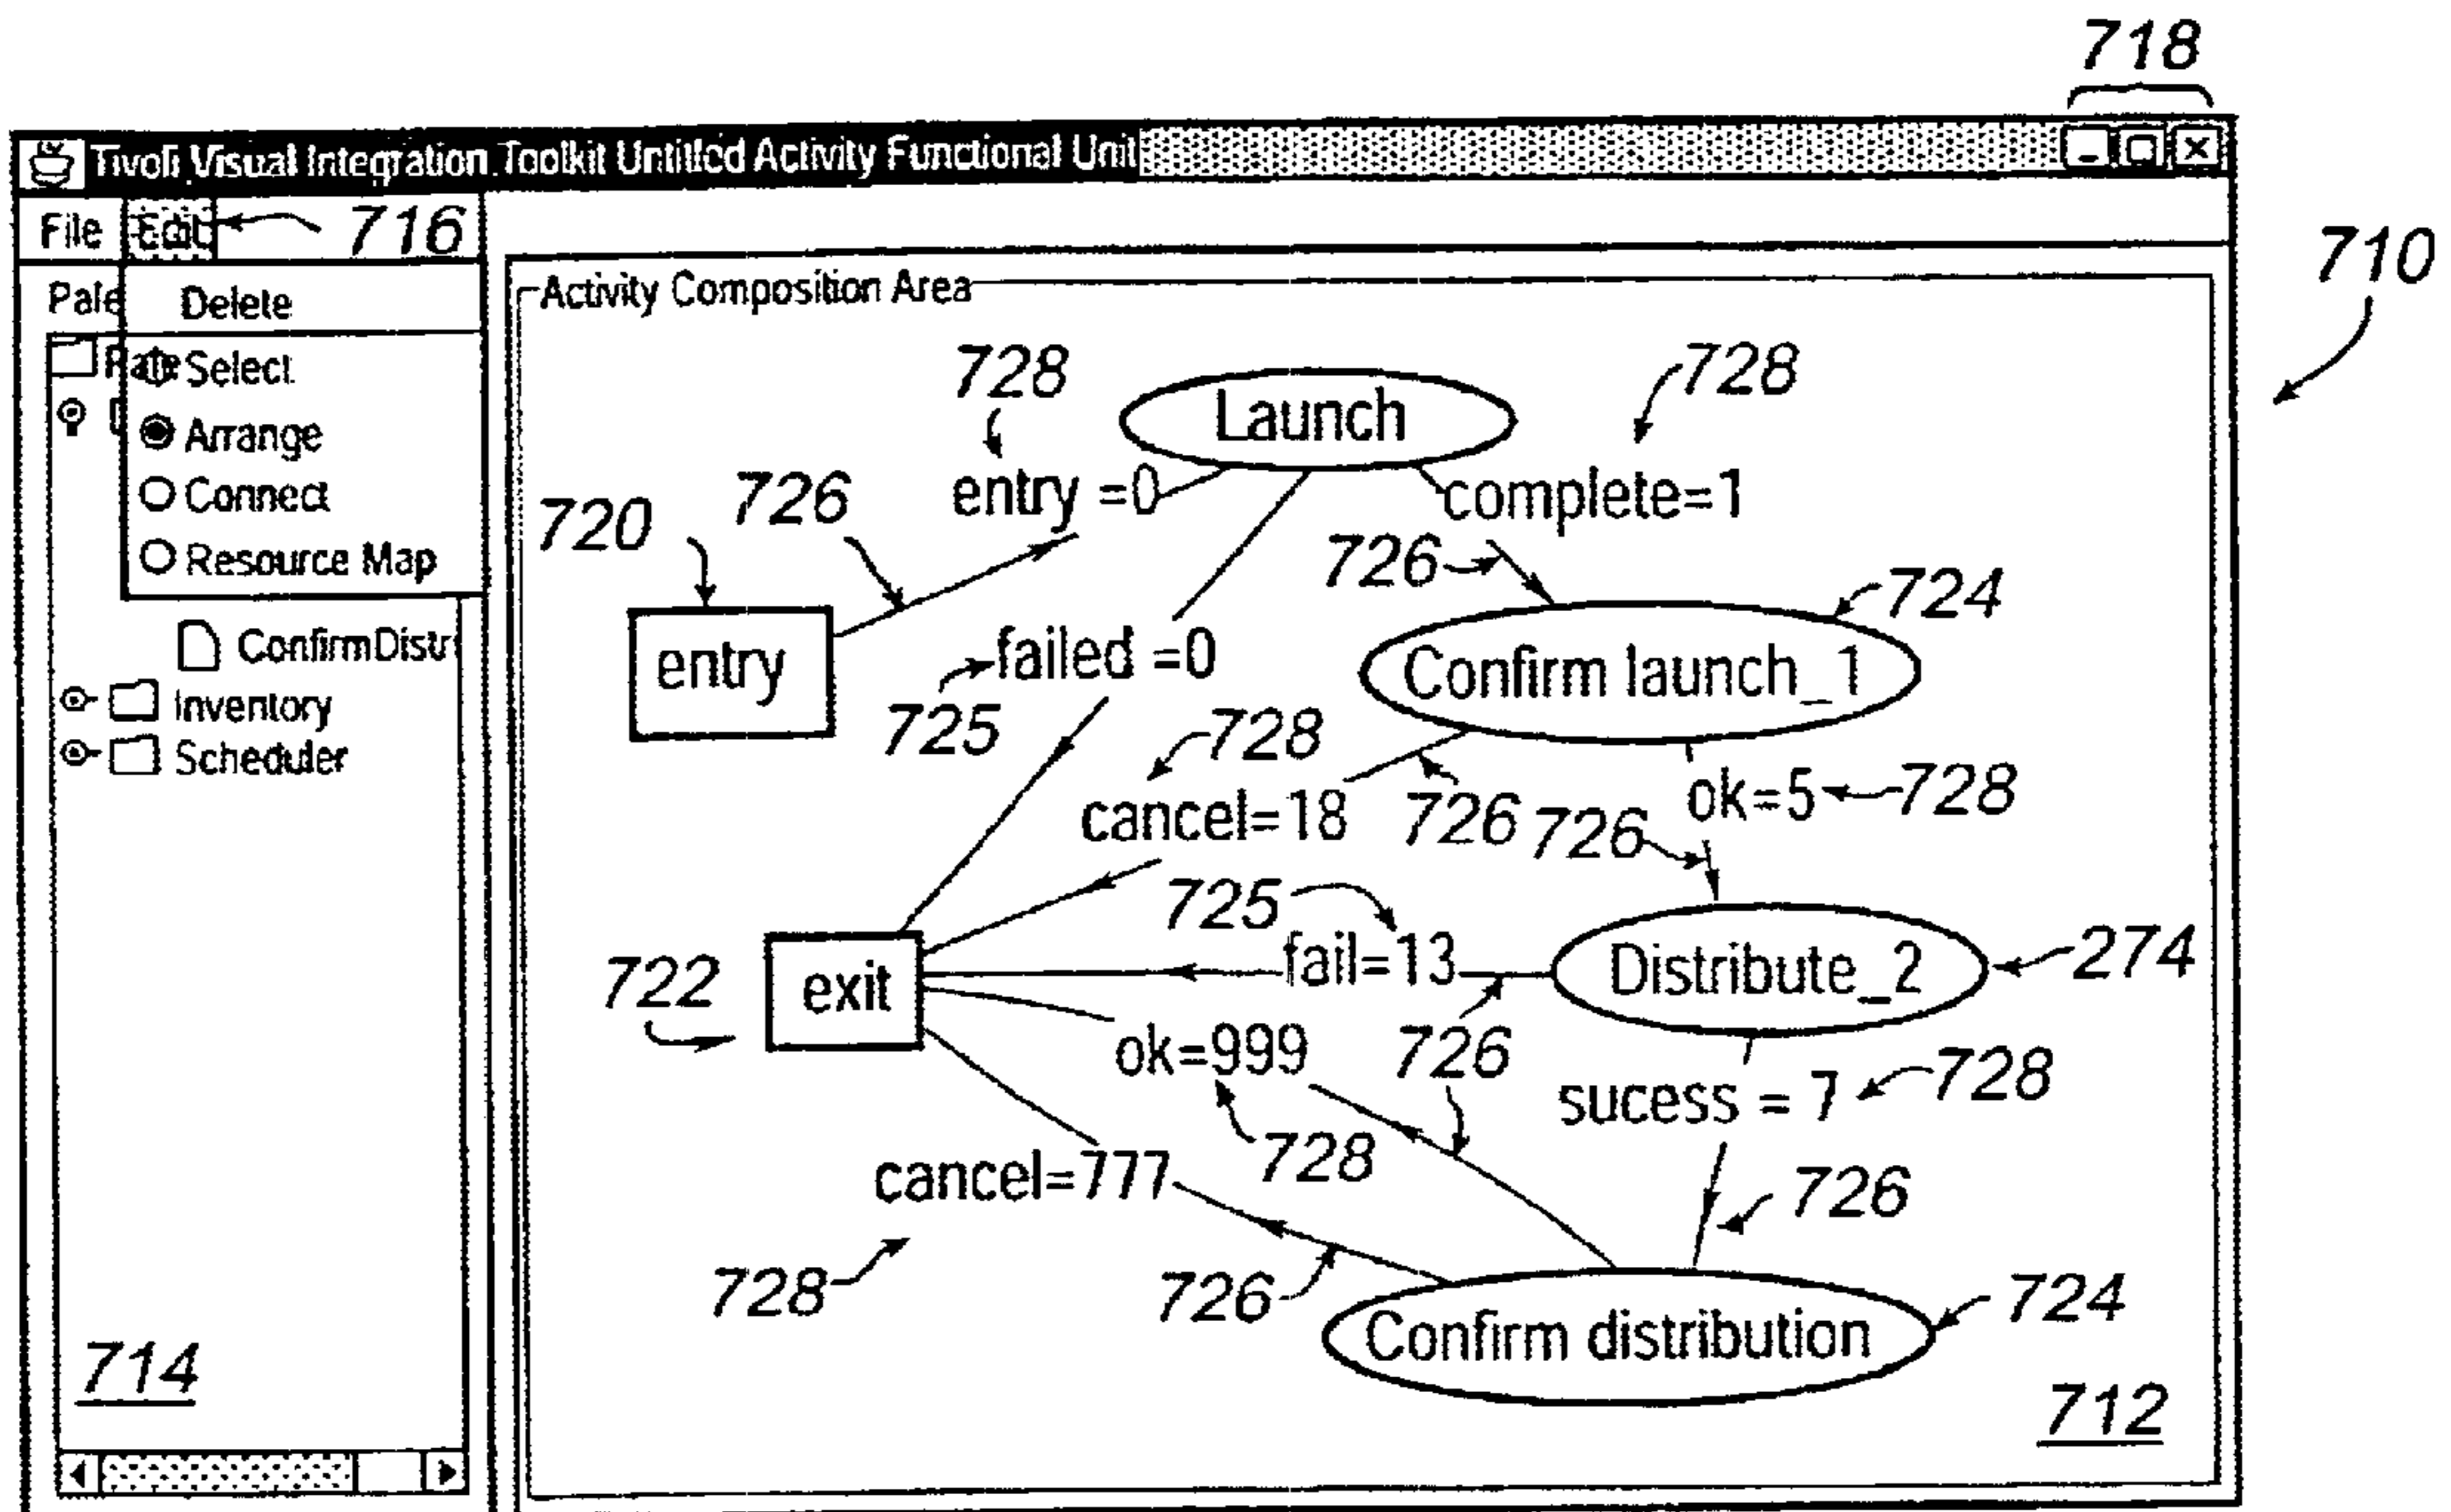 718
Tivoli Visual Integration Toolkit Untitled Activity Functional Unit
File Edit 716
710
Pale Delete
Select
Arrange
Connect
Resource Map
ConfirmDistr
Inventory
Scheduler
714
Activity Composition Area
728 Launch 728
entry =0 complete=1
720 726 726
entry failed =0 724
725 Confirm launch_1
728
cancel=18 726 726 ok=5 728
725
722 exit fail=13 Distribute_2 274
ok=999 726
728 sucess = 7 728
cancel=777 726
728 726 724
Confirm distribution
712